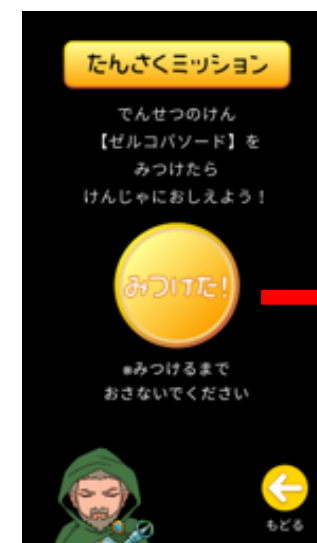 たんさくミッション
でんせつのけん
【ゼルコバソード】を
みつけたら
けんじゃにおしえよう！
みつけた!
※みつけるまで
おさないでください
もどる